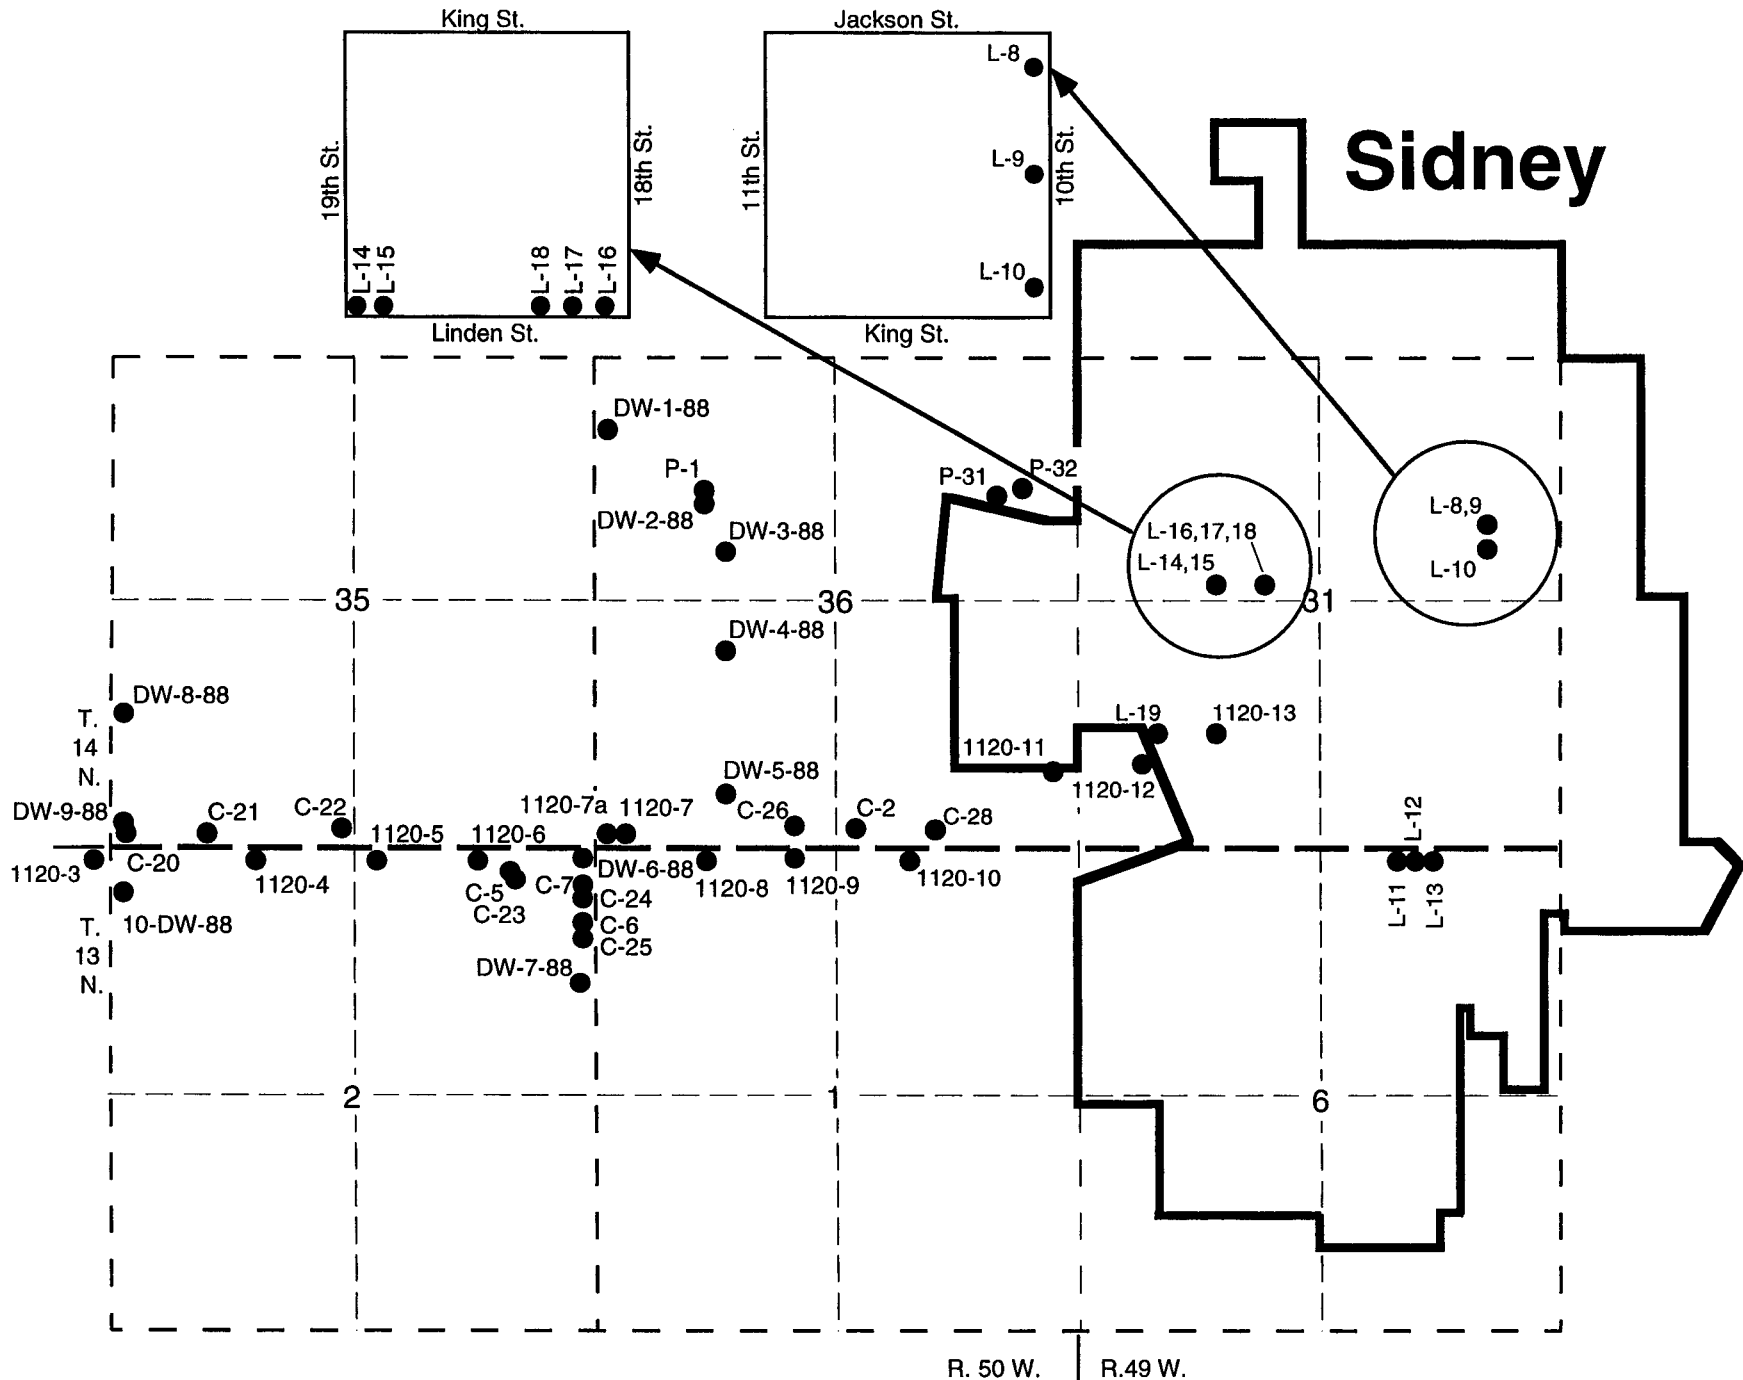 King St.
Jackson St.
19th St.
18th St.
11th St.
10th St.
L-8
L-9
L-10
L-14
L-15
L-18
L-17
L-16
Linden St.
King St.
Sidney
DW-1-88
P-1
DW-2-88
DW-3-88
P-31
P-32
L-16,17,18
L-14,15
L-8,9
L-10
35
36
31
DW-4-88
DW-8-88
T.
14
N.
L-19
1120-13
1120-11
1120-12
DW-5-88
DW-9-88
C-21
C-22
1120-7a
1120-7
C-26
C-2
C-28
1120-5
1120-6
L-12
1120-3
C-20
1120-4
C-5
C-23
C-7
DW-6-88
C-24
C-6
C-25
1120-8
1120-9
1120-10
L-11
L-13
10-DW-88
T.
13
N.
DW-7-88
2
1
6
R. 50 W.
R.49 W.